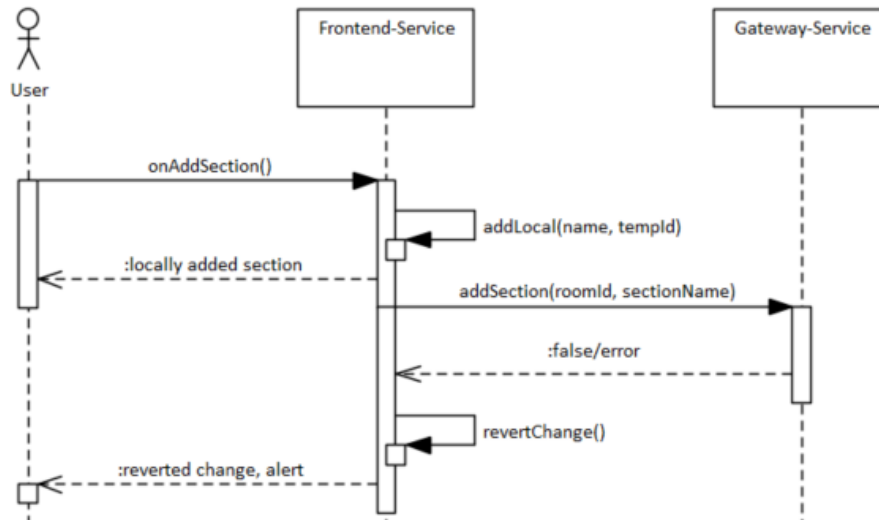 Frontend-Service
Gateway-Service
User
onAddSection()
addLocal(name, tempId)
:locally added section
addSection(roomId, sectionName)
:false/error
revertChange()
:reverted change, alert